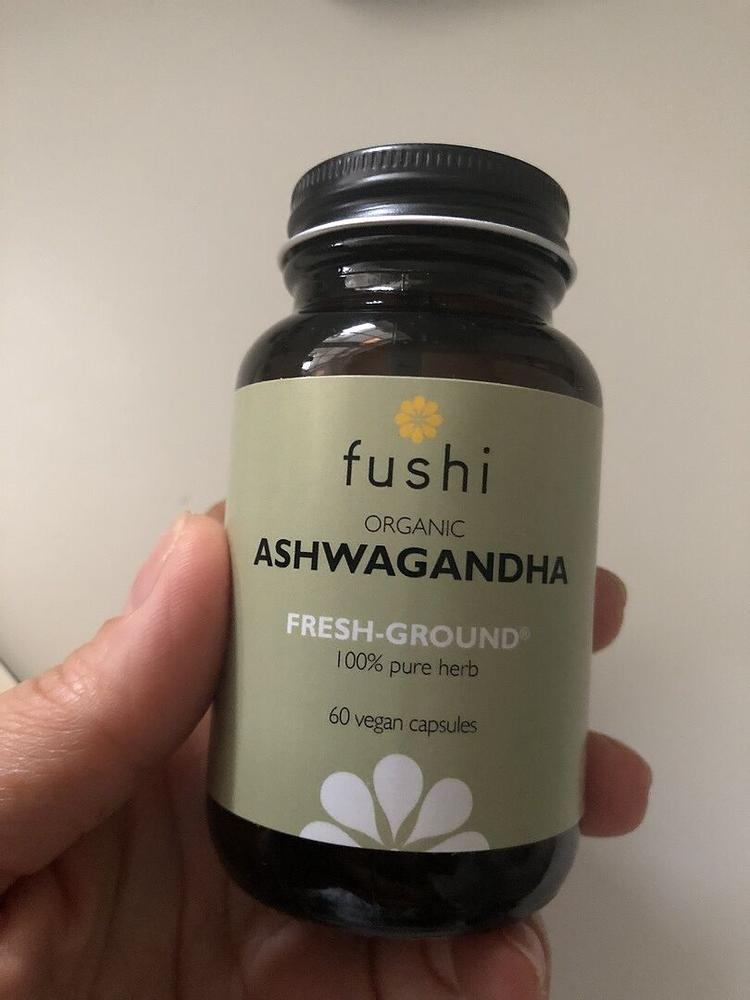 fushi
ORGANIC
ASHWAGANDHA
FRESH-GROUND®
100% pure herb
60 vegan capsules